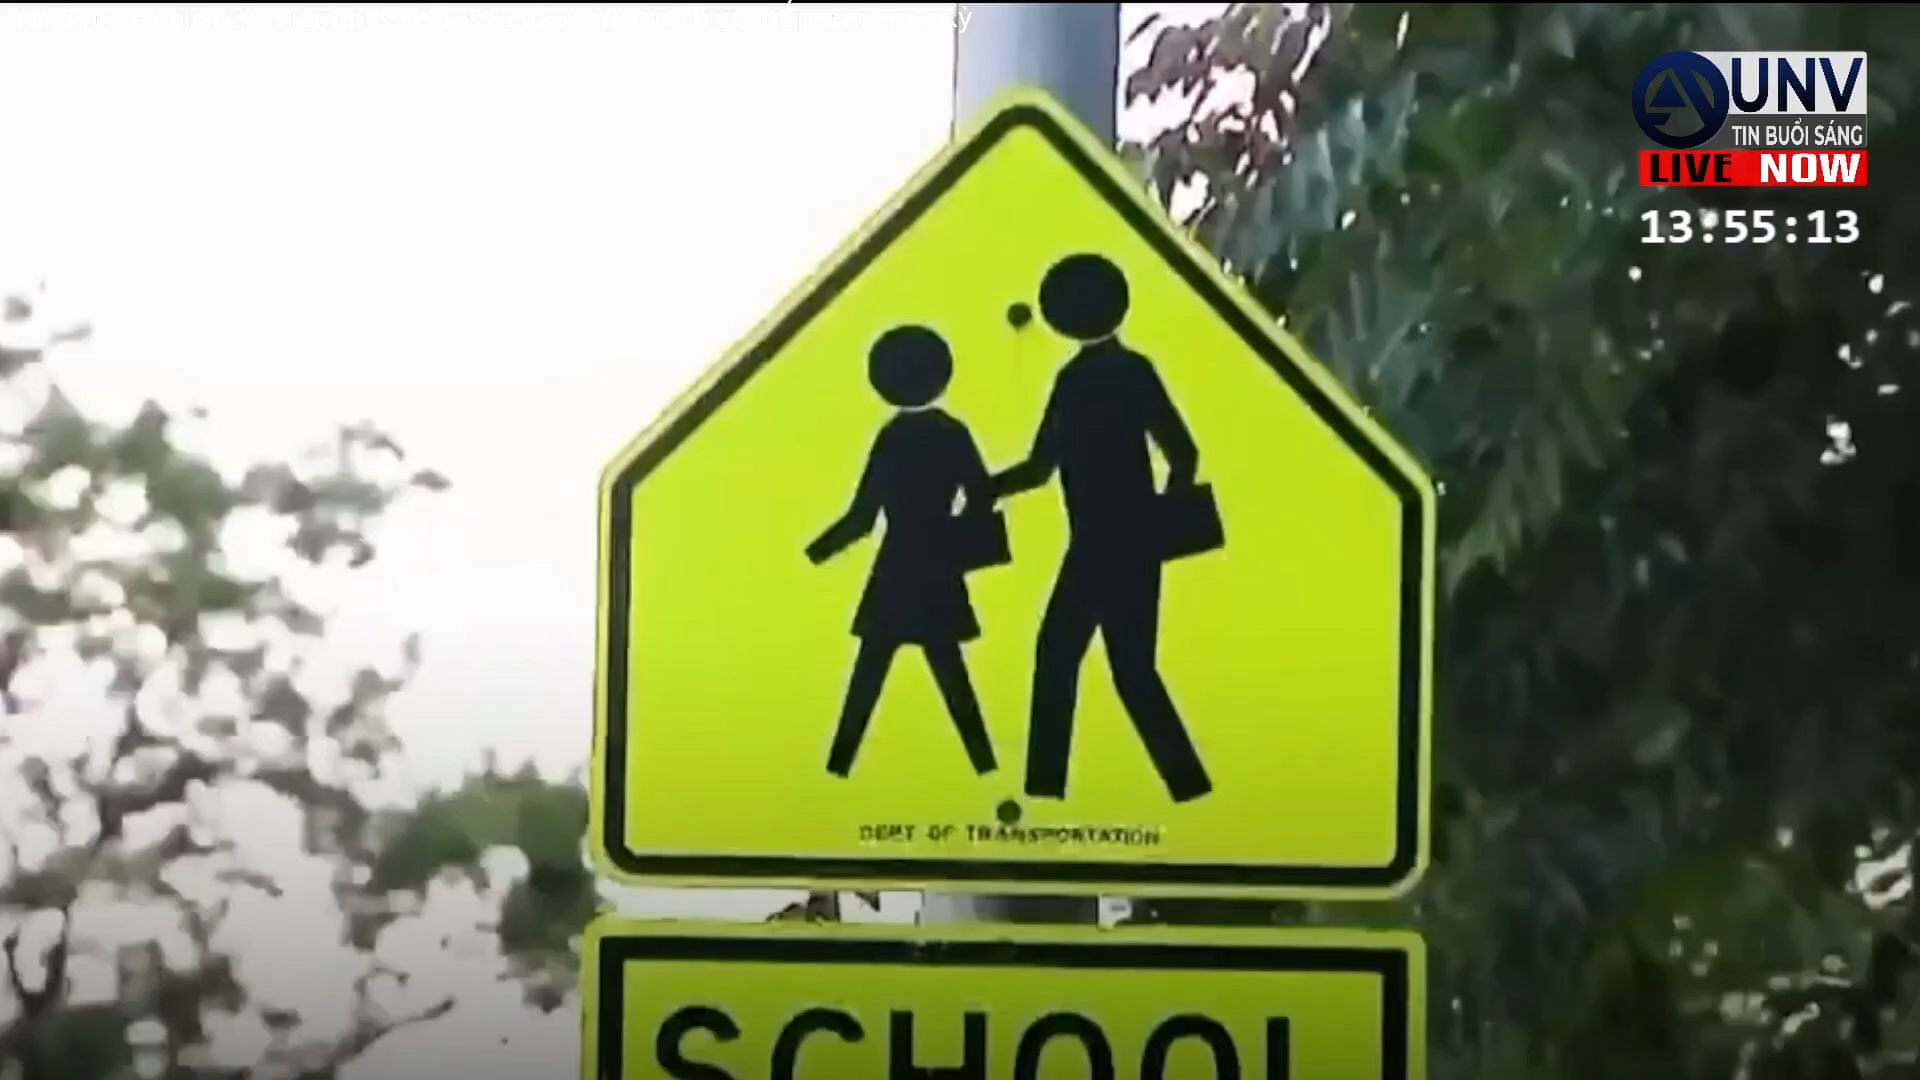 UNV
TIN BUỔI SÁNG
LIVE NOW
13:55:13
DEPT OF TRANSPORTATION
SCHOOL